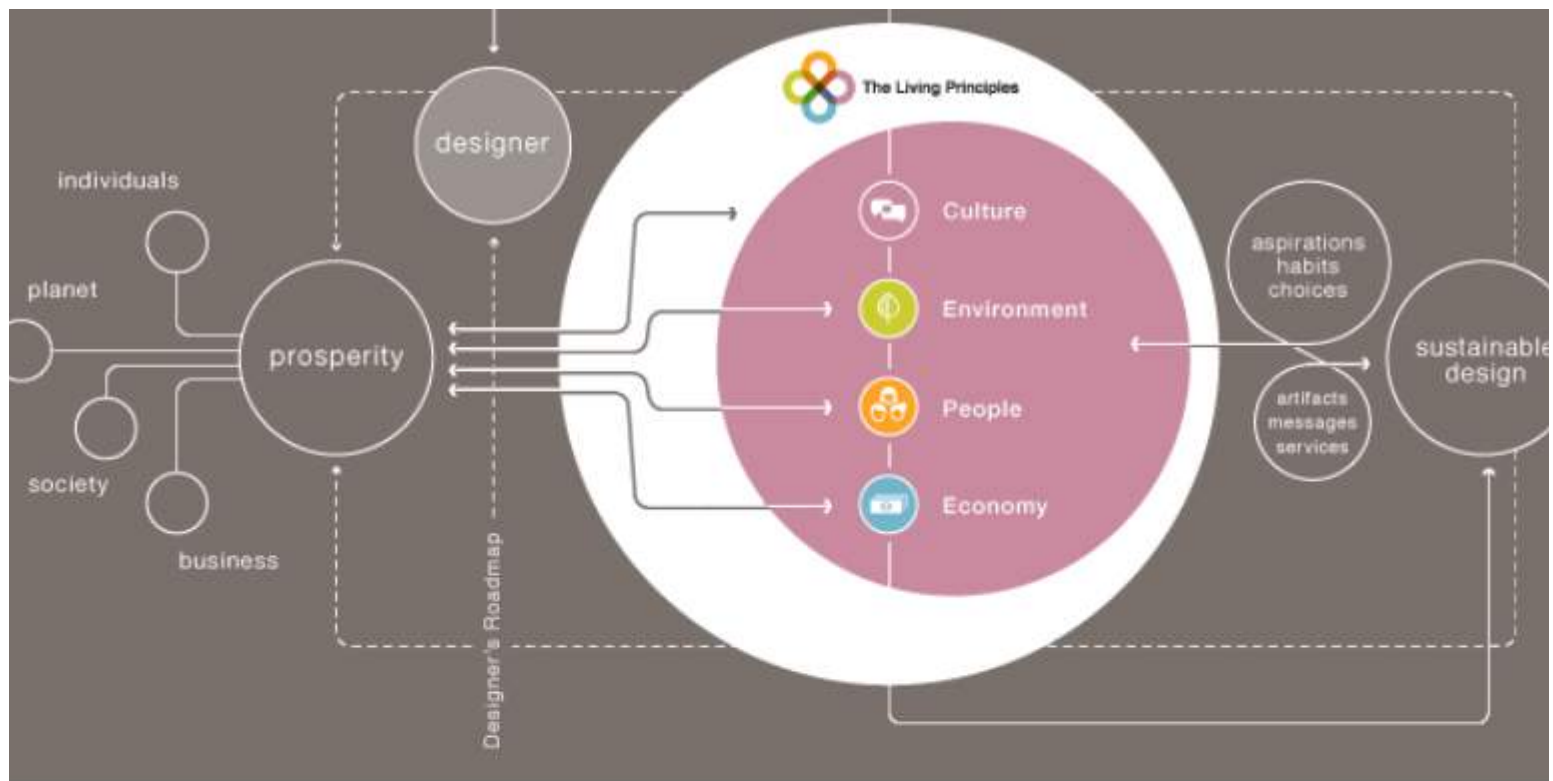 The Living Principles
designer
individuals
planet
prosperity
society
business
Designer's Roadmap
Culture
Environment
People
Economy
aspirations
habits
choices
artifacts
messages
services
sustainable
design